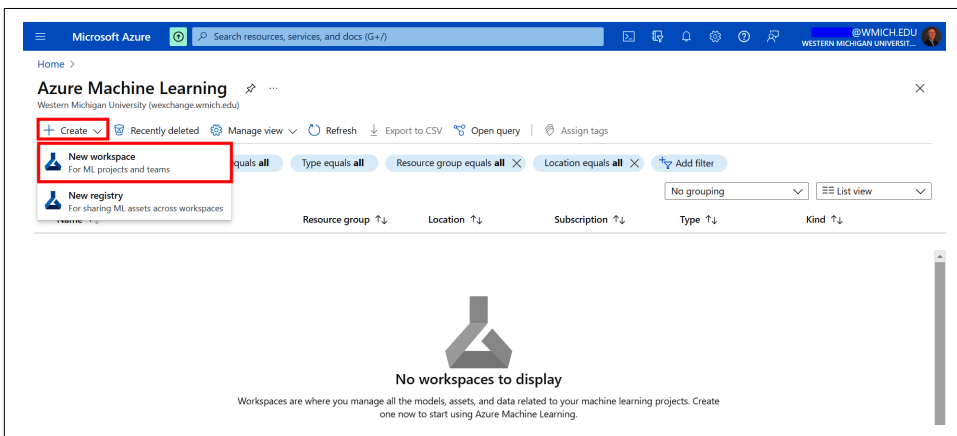 Microsoft Azure
Search resources, services, and docs (G+/)
@WMICH.EDU
WESTERN MICHIGAN UNIVERSIT...
Home >
Azure Machine Learning
Western Michigan University (wexchange.wmich.edu)
Create
Recently deleted
Manage view
Refresh
Export to CSV
Open query
Assign tags
New workspace
For ML projects and teams
equals all
Type equals all
Resource group equals all
Location equals all
Add filter
New registry
For sharing ML assets across workspaces
No grouping
List view
Name
Resource group
Location
Subscription
Type
Kind
No workspaces to display
Workspaces are where you manage all the models, assets, and data related to your machine learning projects. Create
one now to start using Azure Machine Learning.